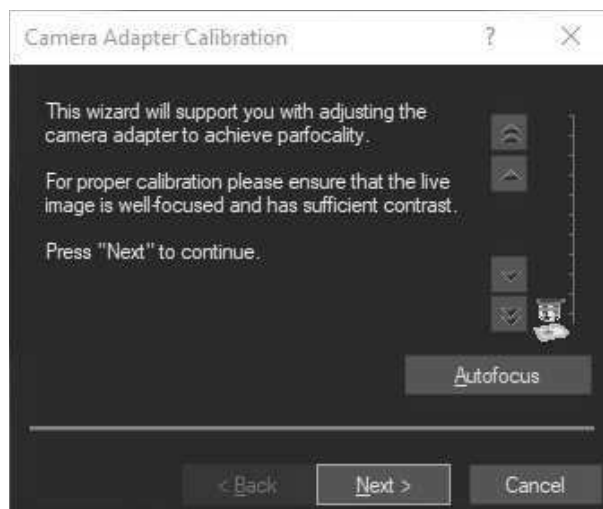 Camera Adapter Calibration ?
This wizard will support you with adjusting the
camera adapter to achieve parfocality.
For proper calibration please ensure that the live
image is well-focused and has sufficient contrast.
Press "Next" to continue.
Autofocus
< Back Next > Cancel